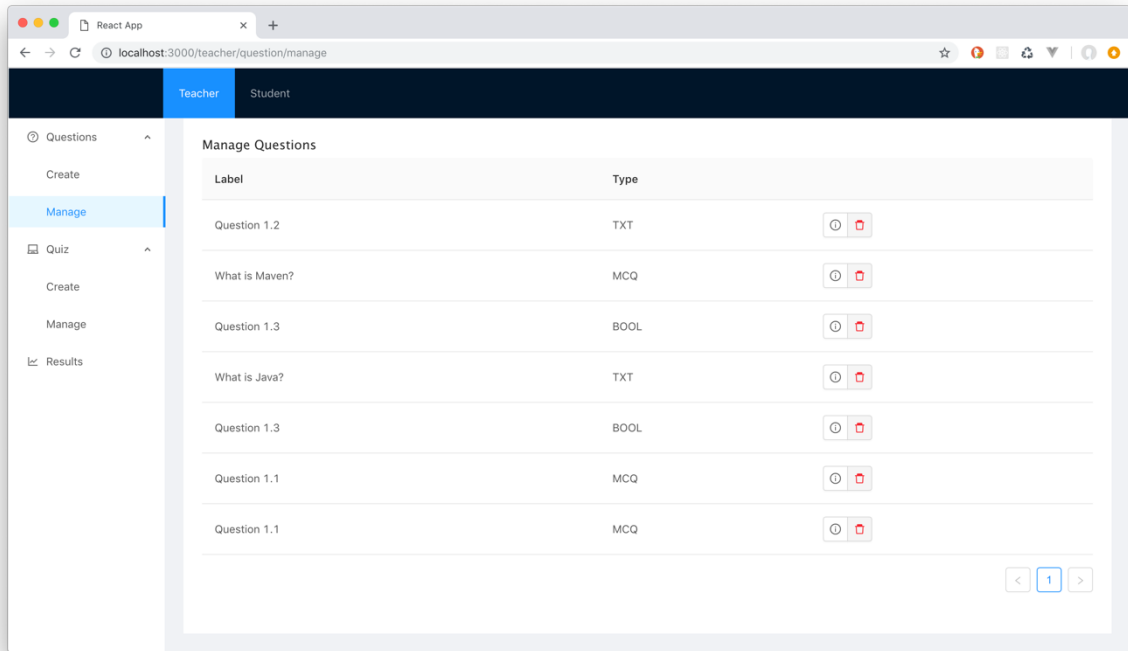 React App
localhost:3000/teacher/question/manage
Teacher Student
Questions
Create
Manage
Quiz
Create
Manage
Results
Manage Questions
Label Type
Question 1.2 TXT
What is Maven? MCQ
Question 1.3 BOOL
What is Java? TXT
Question 1.3 BOOL
Question 1.1 MCQ
Question 1.1 MCQ
< 1 >